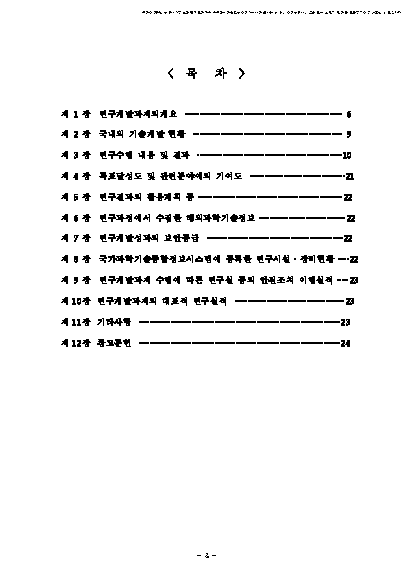 < 목 차 >
제 1 장 연구개발과제의개요 6
제 2 장 국내외 기술개발 현황 9
제 3 장 연구수행 내용 및 결과 10
제 4 장 목표달성도 및 관련분야에의 기여도 21
제 5 장 연구결과의 활용계획 등 22
제 6 장 연구과정에서 수집한 해외과학기술정보 22
제 7 장 연구개발성과의 보안등급 22
제 8 장 국가과학기술종합정보시스템에 등록한 연구시설·장비현황 22
제 9 장 연구개발과제 수행에 따른 연구실 등의 안전조치 이행실적 23
제 10장 연구개발과제의 대표적 연구실적 23
제 11장 기타사항 23
제 12장 참고문헌 24